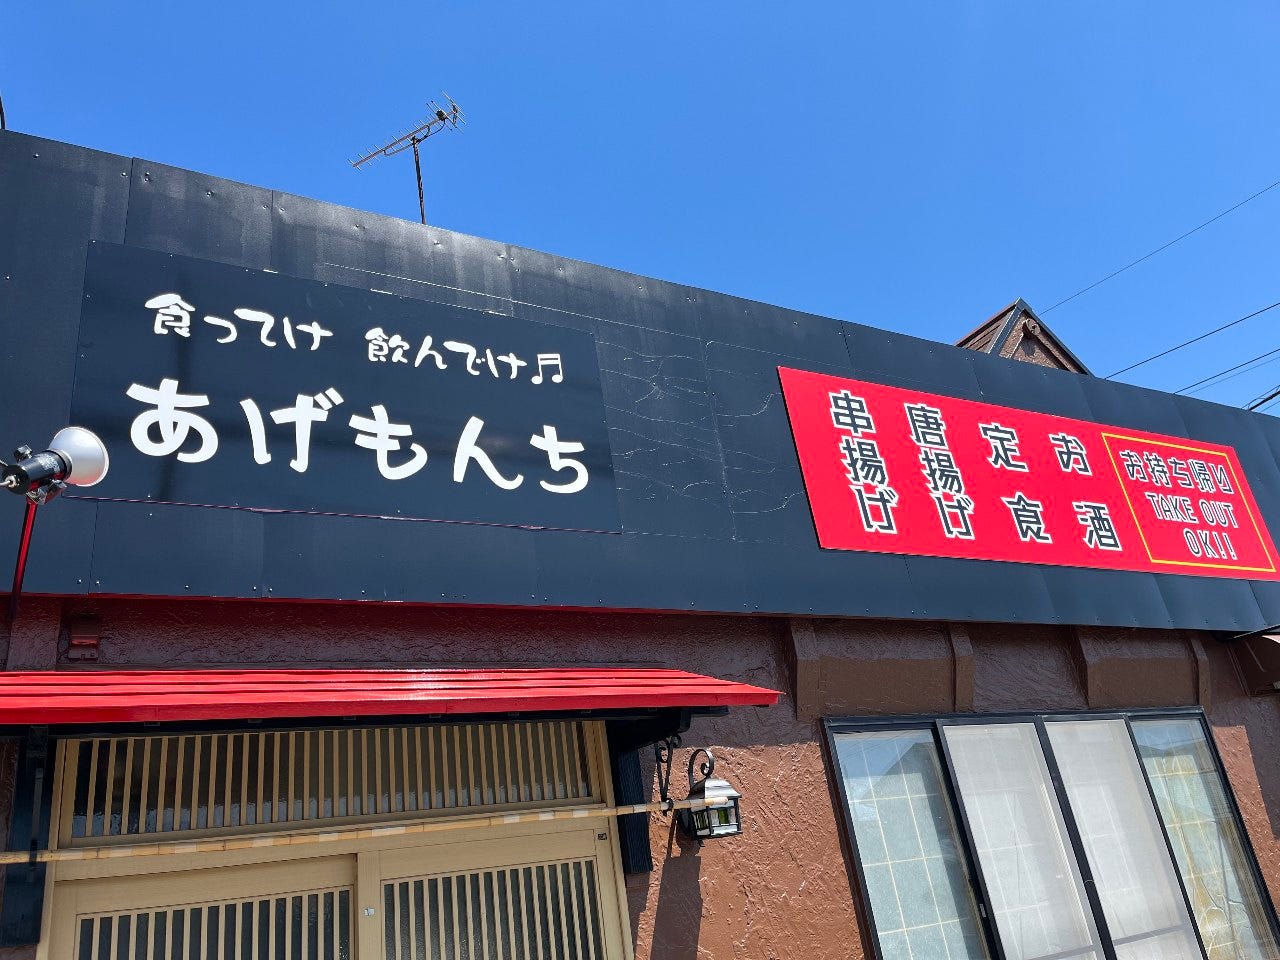 食ってけ 飲んでけ♬
あげもんち
串揚げ
唐揚げ
定食
お酒
お持ち帰り
TAKE OUT
OK!!